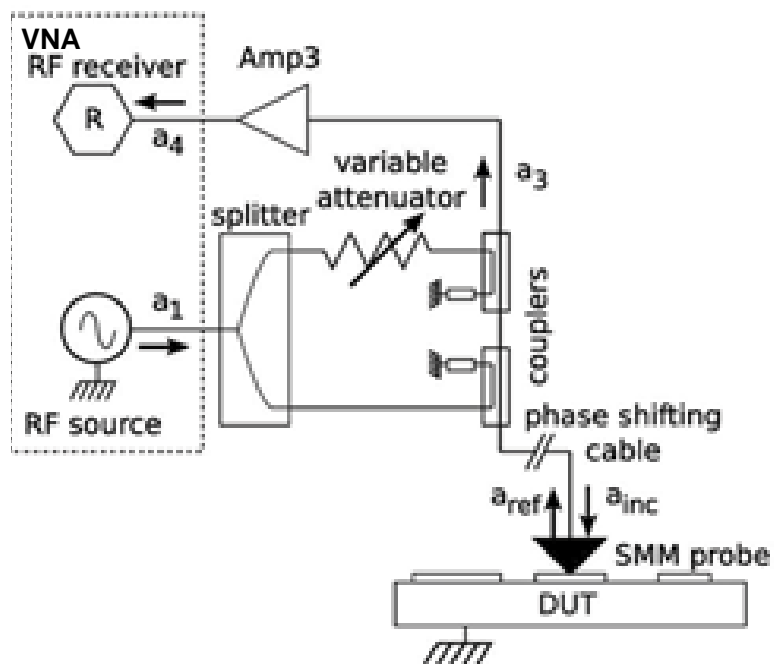 VNA
RF receiver
R
a4
Amp3
a3
variable
attenuator
splitter
a1
RF source
couplers
phase shifting
cable
aref
ainc
SMM probe
DUT